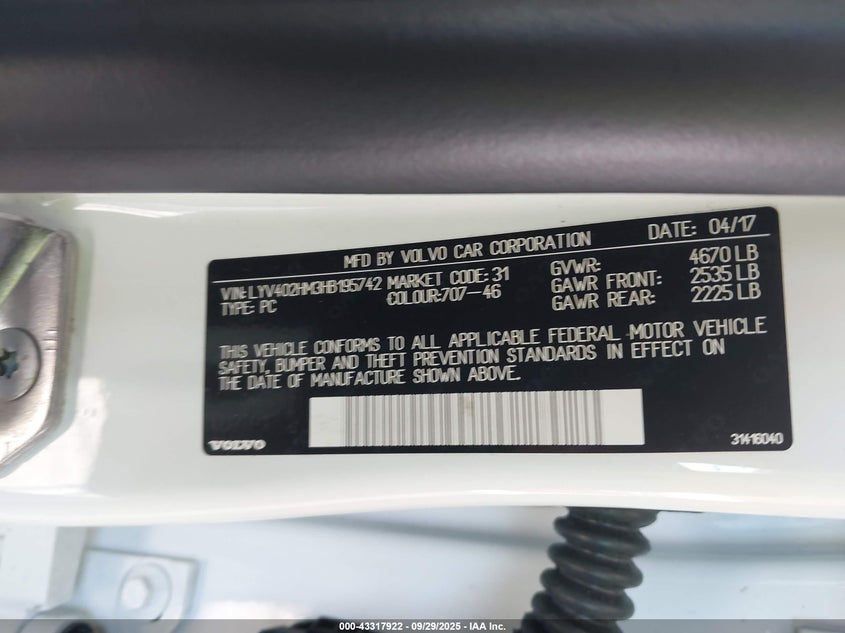 MFD BY VOLVO CAR CORPORATION DATE: 04/17
VIN:LYV402HM3HB195742 MARKET CODE: 31 GVWR: 4670 LB
TYPE: PC COLOUR:707-46 GAWR FRONT: 2535 LB
GAWR REAR: 2225 LB
THIS VEHICLE CONFORMS TO ALL APPLICABLE FEDERAL MOTOR VEHICLE
SAFETY, BUMPER AND THEFT PREVENTION STANDARDS IN EFFECT ON
THE DATE OF MANUFACTURE SHOWN ABOVE.
VOLVO 31416040
000-43317922 | 09/29/2025 - IAA Inc.